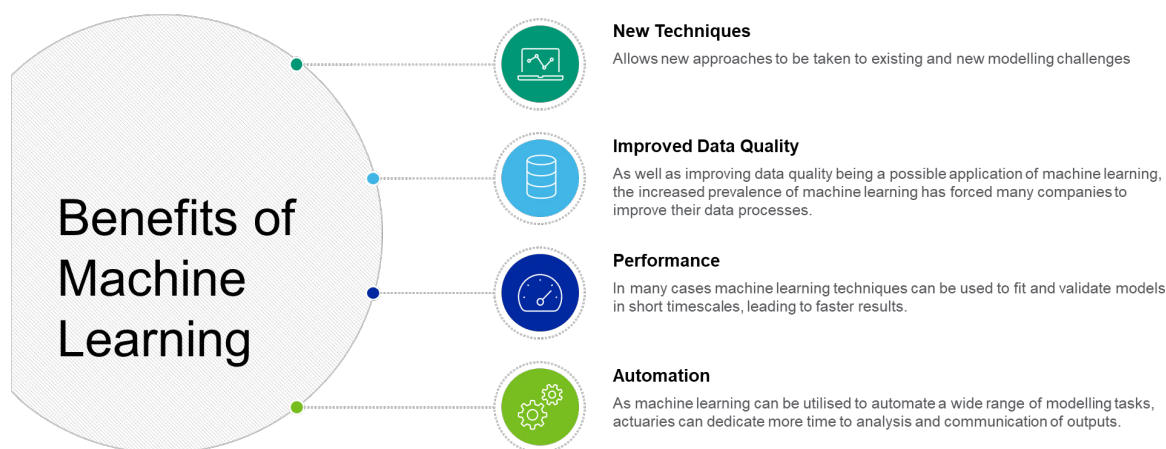 Benefits of
Machine
Learning
New Techniques
Allows new approaches to be taken to existing and new modelling challenges
Improved Data Quality
As well as improving data quality being a possible application of machine learning,
the increased prevalence of machine learning has forced many companies to
improve their data processes.
Performance
In many cases machine learning techniques can be used to fit and validate models
in short timescales, leading to faster results.
Automation
As machine learning can be utilised to automate a wide range of modelling tasks,
actuaries can dedicate more time to analysis and communication of outputs.